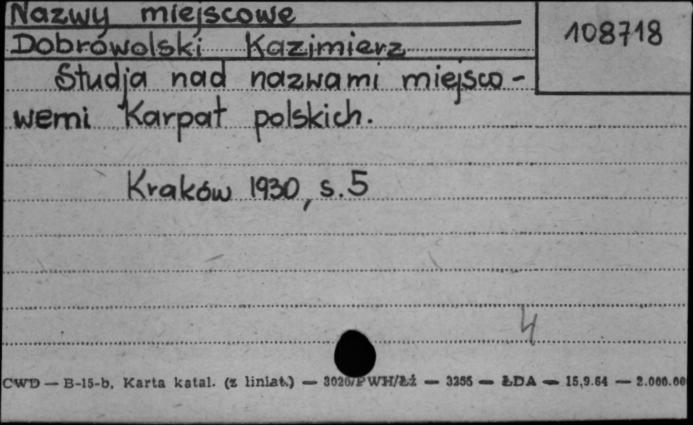 Nazwy miejscowe
108718
Dobrowolski Kazimierz
Studja nad nazwami miejsco-
wemi Karpat polskich.
Kraków 1930, s. 5
4
CWD — B-15-b, Karta katal. (z liniat.) — 3020/PWH/Łż — 3255 — ŁDA — 15.9.64 — 2.000.00